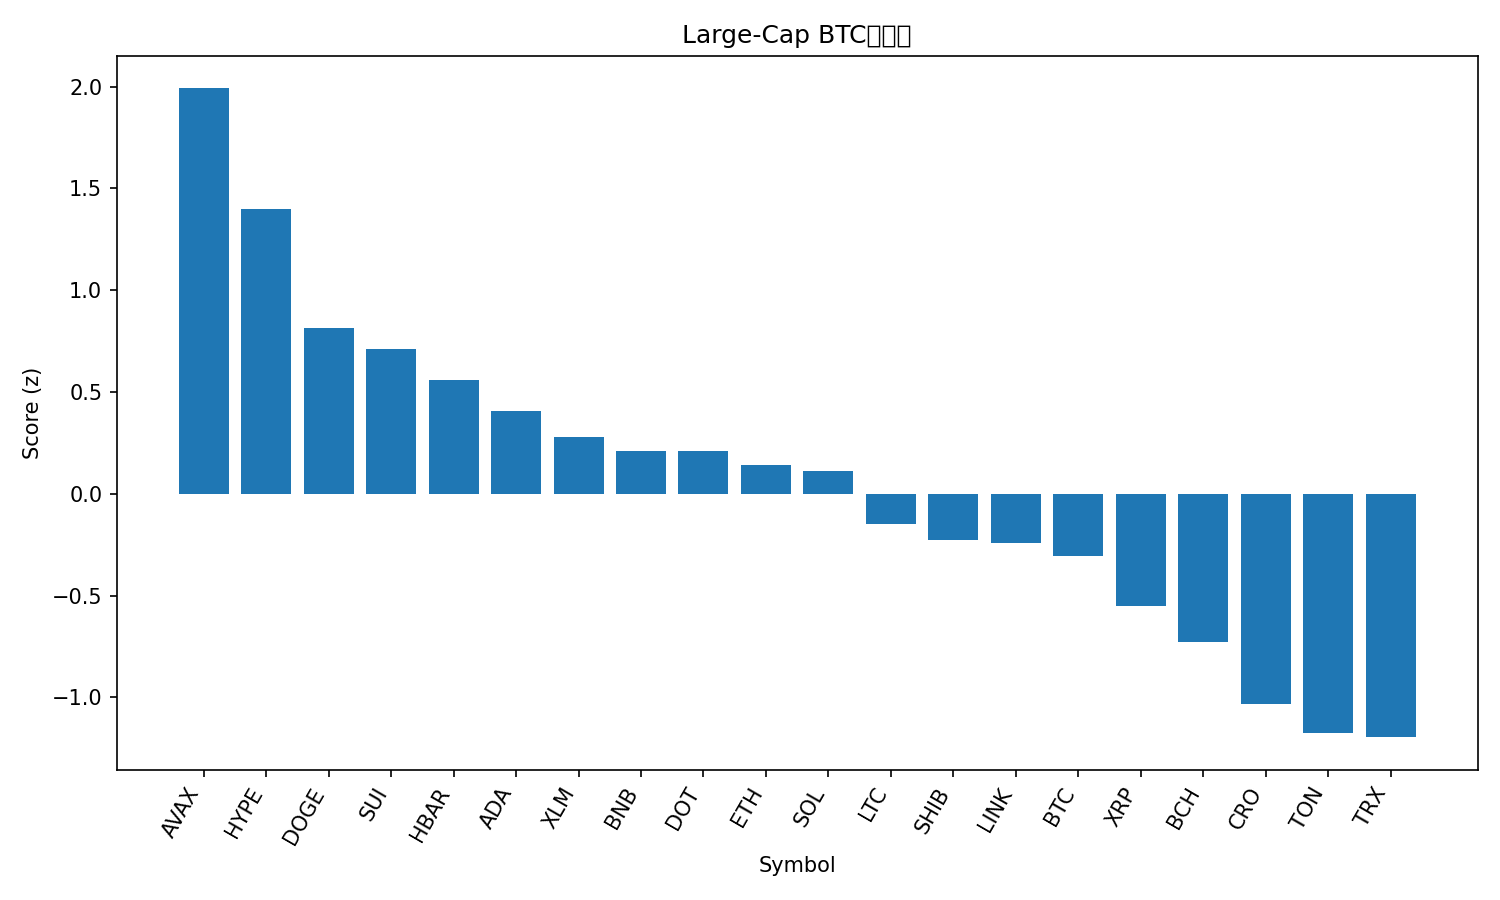 Large-Cap BTC
2.0
1.5
1.0
0.5
0.0
−0.5
−1.0
Score (z)
AVAX
HYPE
DOGE
SUI
HBAR
ADA
XLM
BNB
DOT
ETH
SOL
LTC
SHIB
LINK
BTC
XRP
BCH
CRO
TON
TRX
Symbol